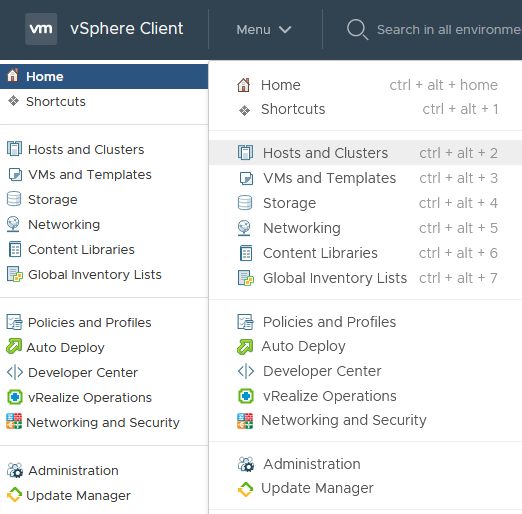 vm vSphere Client Menu Search in all environme
Home
Shortcuts
Hosts and Clusters
VMs and Templates
Storage
Networking
Content Libraries
Global Inventory Lists
Policies and Profiles
Auto Deploy
Developer Center
vRealize Operations
Networking and Security
Administration
Update Manager
Home ctrl + alt + home
Shortcuts ctrl + alt + 1
Hosts and Clusters ctrl + alt + 2
VMs and Templates ctrl + alt + 3
Storage ctrl + alt + 4
Networking ctrl + alt + 5
Content Libraries ctrl + alt + 6
Global Inventory Lists ctrl + alt + 7
Policies and Profiles
Auto Deploy
Developer Center
vRealize Operations
Networking and Security
Administration
Update Manager